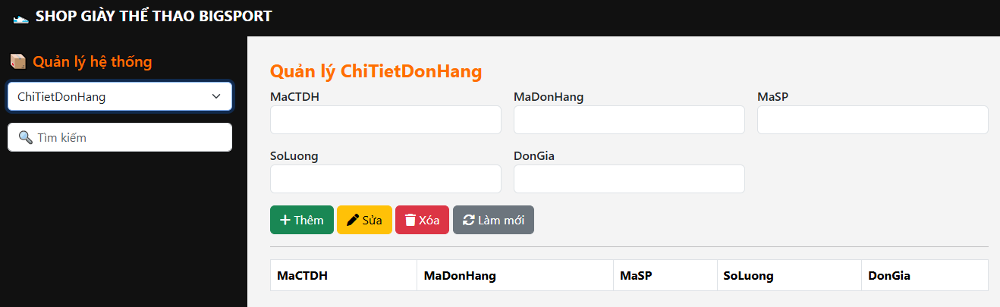 SHOP GIÀY THỂ THAO BIGSPORT
Quản lý hệ thống
ChiTietDonHang
Tìm kiếm
Quản lý ChiTietDonHang
MaCTDH MaDonHang MaSP
SoLuong DonGia
Thêm Sửa Xóa Làm mới
MaCTDH MaDonHang MaSP SoLuong DonGia